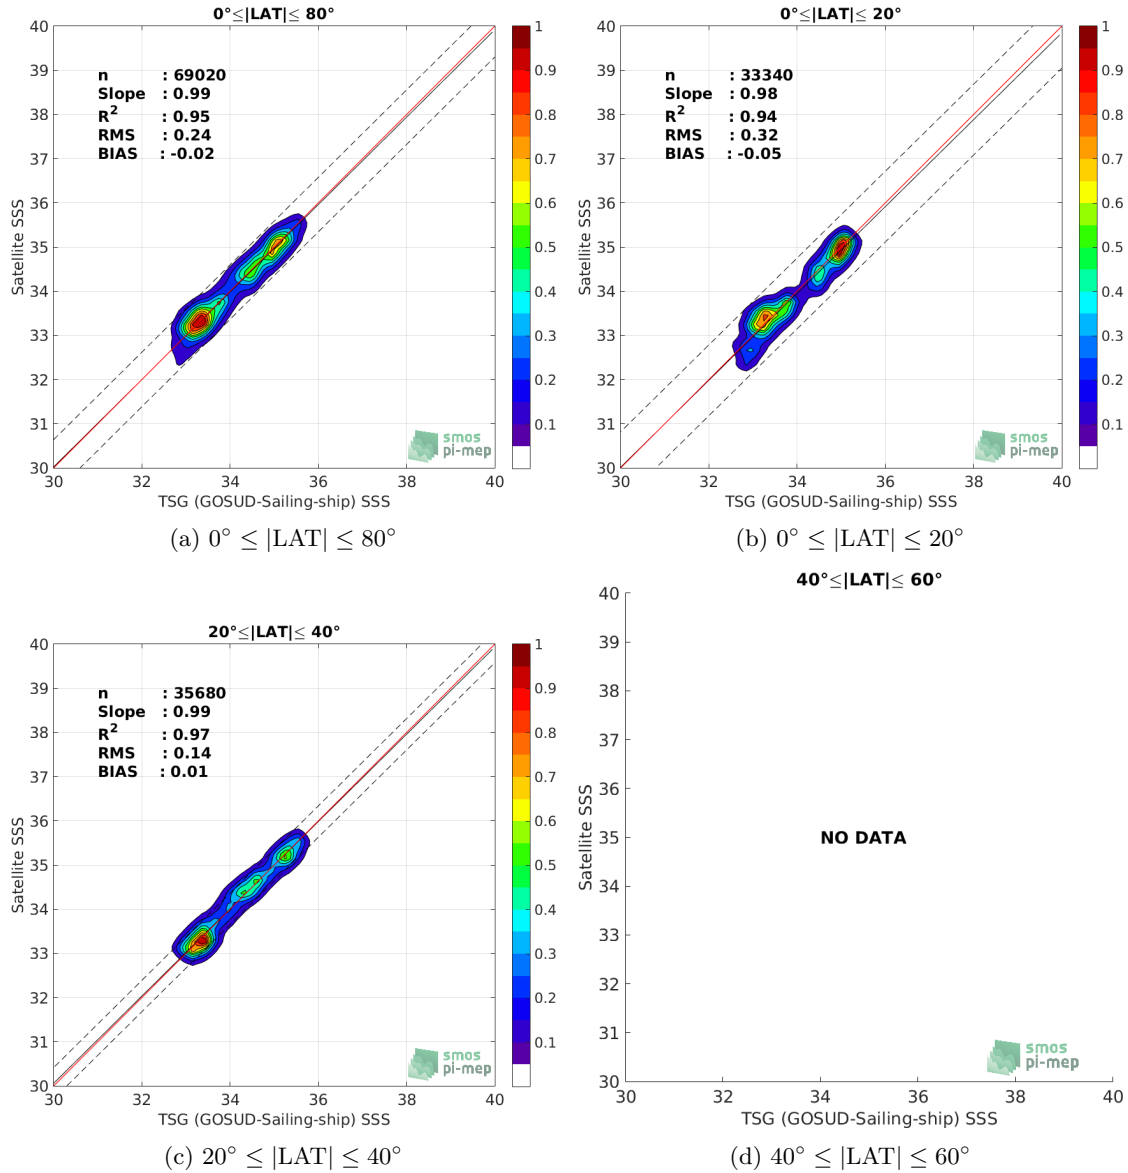 0°≤|LAT|≤ 80°
n : 69020
Slope : 0.99
R² : 0.95
RMS : 0.24
BIAS : -0.02
Satellite SSS
40
39
38
37
36
35
34
33
32
31
30
30 32 34 36 38 40
TSG (GOSUD-Sailing-ship) SSS
1
0.9
0.8
0.7
0.6
0.5
0.4
0.3
0.2
0.1
smos
pi-mep
(a) 0° ≤ |LAT| ≤ 80°
0°≤|LAT|≤ 20°
n : 33340
Slope : 0.98
R² : 0.94
RMS : 0.32
BIAS : -0.05
Satellite SSS
40
39
38
37
36
35
34
33
32
31
30
30 32 34 36 38 40
TSG (GOSUD-Sailing-ship) SSS
1
0.9
0.8
0.7
0.6
0.5
0.4
0.3
0.2
0.1
smos
pi-mep
(b) 0° ≤ |LAT| ≤ 20°
20°≤|LAT|≤ 40°
n : 35680
Slope : 0.99
R² : 0.97
RMS : 0.14
BIAS : 0.01
Satellite SSS
40
39
38
37
36
35
34
33
32
31
30
30 32 34 36 38 40
TSG (GOSUD-Sailing-ship) SSS
1
0.9
0.8
0.7
0.6
0.5
0.4
0.3
0.2
0.1
smos
pi-mep
(c) 20° ≤ |LAT| ≤ 40°
40°≤|LAT|≤ 60°
NO DATA
Satellite SSS
40
39
38
37
36
35
34
33
32
31
30
30 32 34 36 38 40
TSG (GOSUD-Sailing-ship) SSS
smos
pi-mep
(d) 40° ≤ |LAT| ≤ 60°